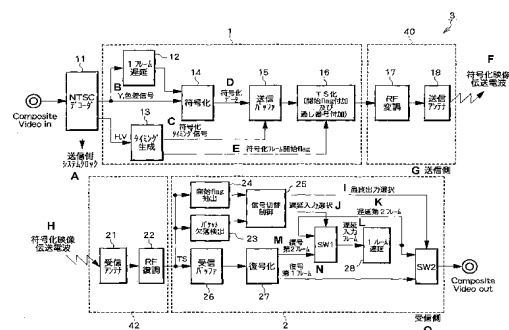 1
40
3
11
12
1フレーム
遅延
B
Y,色差信号
NTSC
デコーダ
Composite
Video in
H,V
13
タイミング
生成
C
符号化
タイミング信号
14
符号化
D
符号化
データ
15
送信
バッファ
16
TS化
(開始flag付加
及び
通し番号付加)
E
符号化フレーム開始flag
17
RF
変調
18
送信
アンテナ
F
符号化映像
伝送電波
送信側
システムクロック
A
G 送信側
H
符号化映像
伝送電波
21
受信
アンテナ
22
RF
復調
42
TS
24
開始flag
検出
25
信号切替
制御
パケット
欠落検出
23
受信
バッファ
26
復号化
27
I 最終出力選択
遅延入力選択 J
K
遅延第2フレーム
M
復号
第2フレーム
N
復号
第1フレーム
SW1
遅延
入力
フレーム
L
1フレーム
遅延
28
SW2
Composite
Video out
2
受信側
O